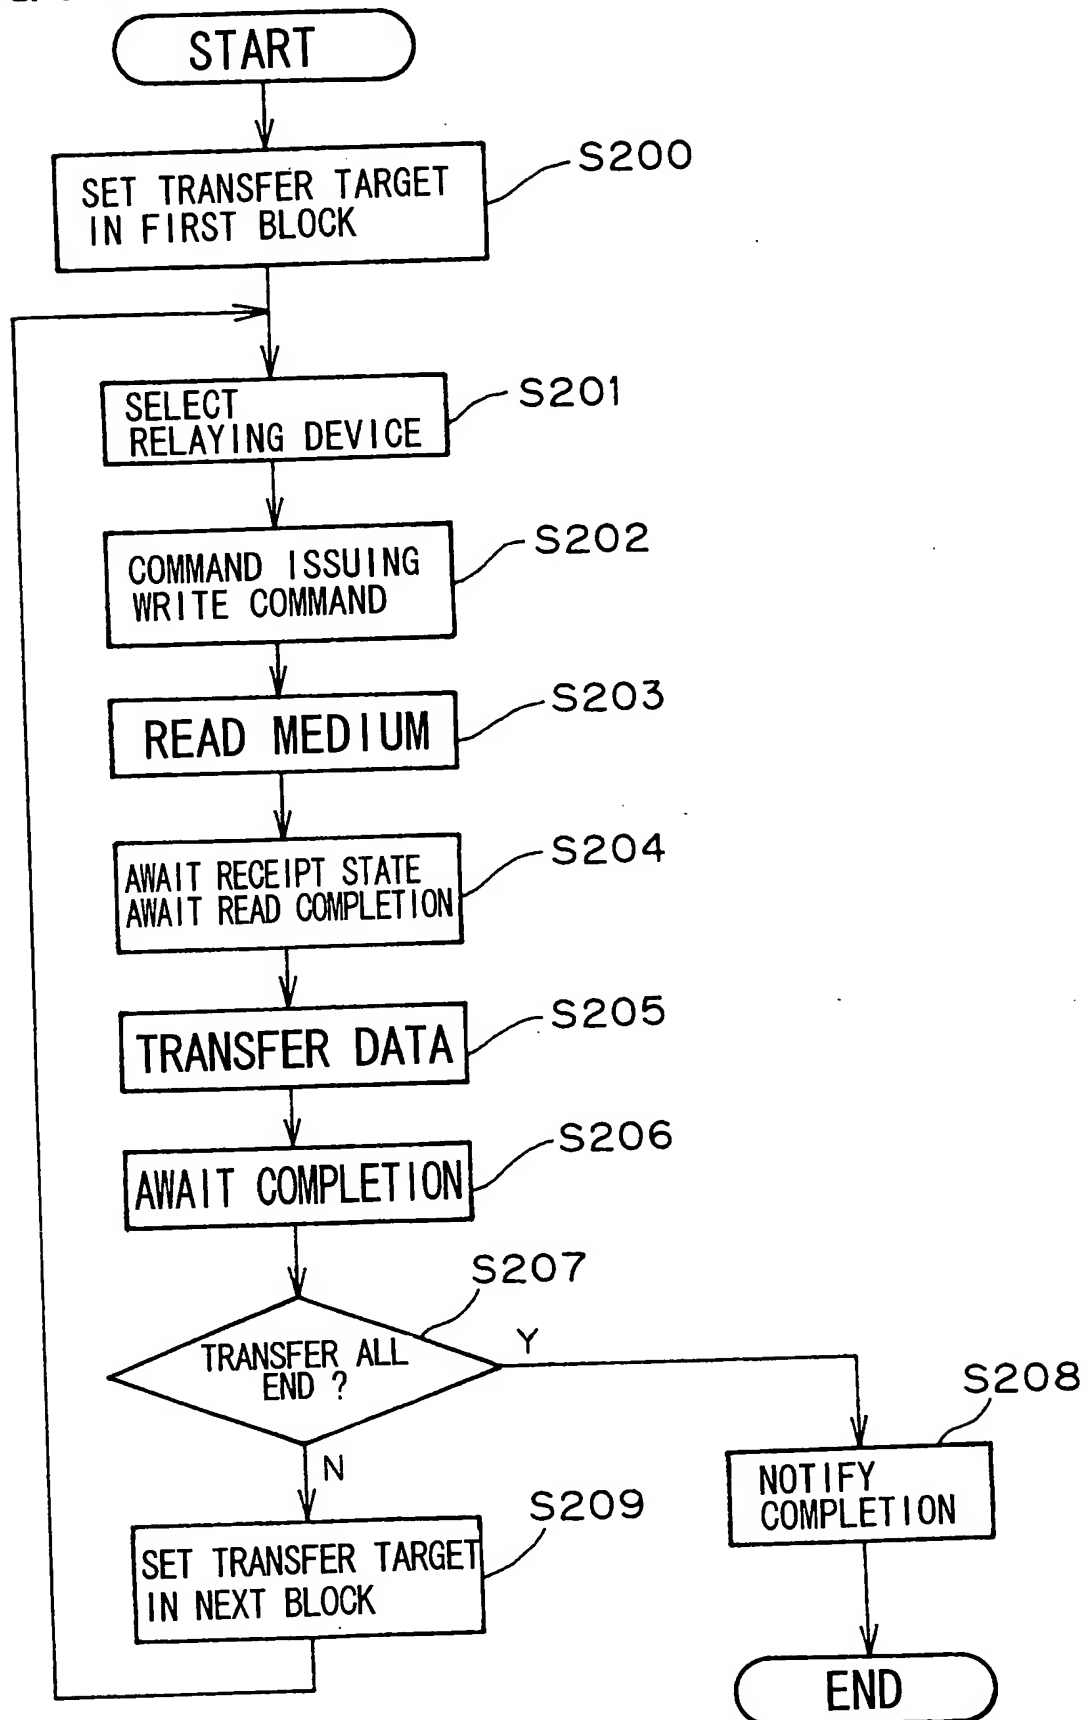 START
S200
SET TRANSFER TARGET
IN FIRST BLOCK
S201
SELECT
RELAYING DEVICE
S202
COMMAND ISSUING
WRITE COMMAND
S203
READ MEDIUM
S204
AWAIT RECEIPT STATE
AWAIT READ COMPLETION
S205
TRANSFER DATA
S206
AWAIT COMPLETION
S207
TRANSFER ALL
END ?
Y
N
S208
NOTIFY
COMPLETION
S209
SET TRANSFER TARGET
IN NEXT BLOCK
END